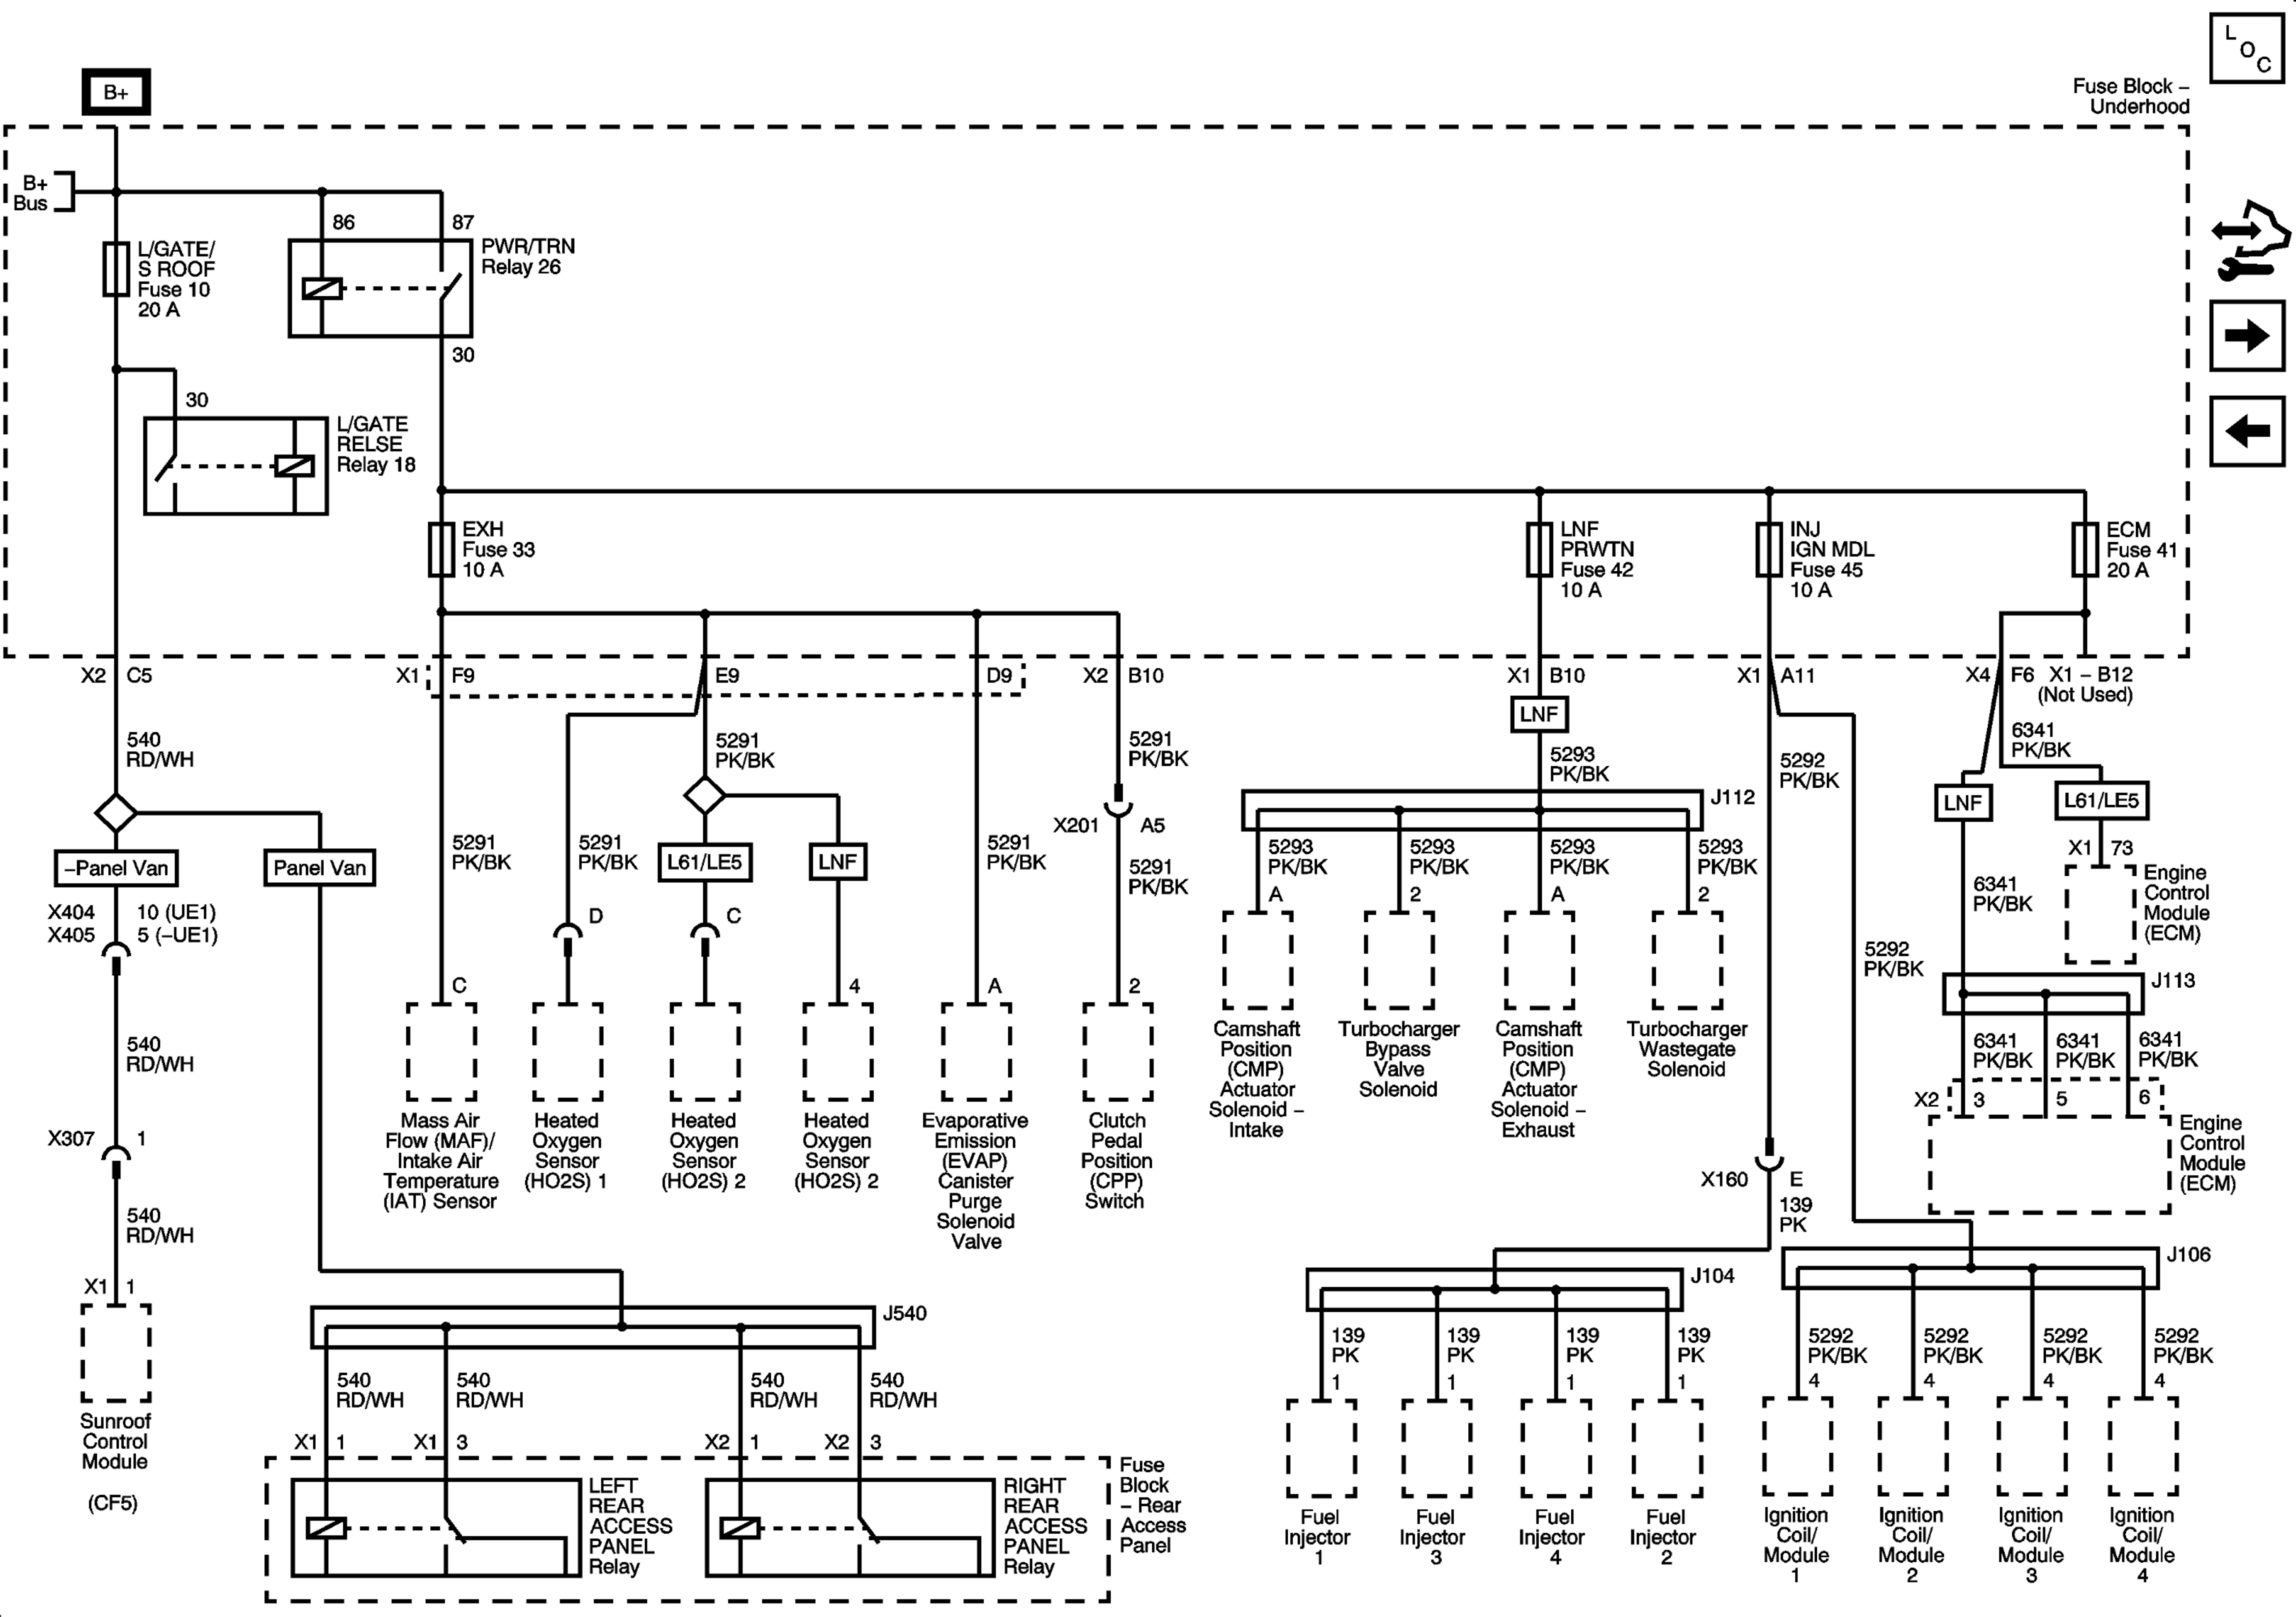 L
O
C
Fuse Block –
Underhood
B+
B+
Bus
86
87
PWR/TRN
Relay 26
L/GATE/
S ROOF
Fuse 10
20 A
30
30
L/GATE
RELSE
Relay 18
EXH
Fuse 33
10 A
LNF
PRWTN
Fuse 42
10 A
INJ
IGN MDL
Fuse 45
10 A
ECM
Fuse 41
20 A
X2 C5
X1 F9
E9
D9
X2 B10
X1 B10
X1 A11
X4 F6 X1 – B12
(Not Used)
540
RD/WH
5291
PK/BK
5291
PK/BK
LNF
5293
PK/BK
5292
PK/BK
6341
PK/BK
LNF
L61/LE5
J112
X201 A5
–Panel Van
Panel Van
5291
PK/BK
5291
PK/BK
L61/LE5
LNF
5291
PK/BK
5291
PK/BK
5293
PK/BK
5293
PK/BK
5293
PK/BK
5293
PK/BK
A
2
A
2
X1 73
Engine
Control
Module
(ECM)
6341
PK/BK
X404 10 (UE1)
X405 5 (–UE1)
D
C
5292
PK/BK
J113
C
4
A
2
6341
PK/BK
6341
PK/BK
6341
PK/BK
X2 3
5
6
Engine
Control
Module
(ECM)
540
RD/WH
X307 1
Camshaft
Position
(CMP)
Actuator
Solenoid –
Intake
Turbocharger
Bypass
Valve
Solenoid
Camshaft
Position
(CMP)
Actuator
Solenoid –
Exhaust
Turbocharger
Wastegate
Solenoid
Mass Air
Flow (MAF)/
Intake Air
Temperature
(IAT) Sensor
Heated
Oxygen
Sensor
(HO2S) 1
Heated
Oxygen
Sensor
(HO2S) 2
Heated
Oxygen
Sensor
(HO2S) 2
Evaporative
Emission
(EVAP)
Canister
Purge
Solenoid
Valve
Clutch
Pedal
Position
(CPP)
Switch
X160 E
139
PK
540
RD/WH
X1 1
J104
J106
J540
139
PK
1
139
PK
1
139
PK
1
139
PK
1
5292
PK/BK
4
5292
PK/BK
4
5292
PK/BK
4
5292
PK/BK
4
540
RD/WH
540
RD/WH
540
RD/WH
540
RD/WH
Sunroof
Control
Module
(CF5)
X1 1
X1 3
X2 1
X2 3
LEFT
REAR
ACCESS
PANEL
Relay
RIGHT
REAR
ACCESS
PANEL
Relay
Fuse
Block
– Rear
Access
Panel
Fuel
Injector
1
Fuel
Injector
3
Fuel
Injector
4
Fuel
Injector
2
Ignition
Coil/
Module
1
Ignition
Coil/
Module
2
Ignition
Coil/
Module
3
Ignition
Coil/
Module
4